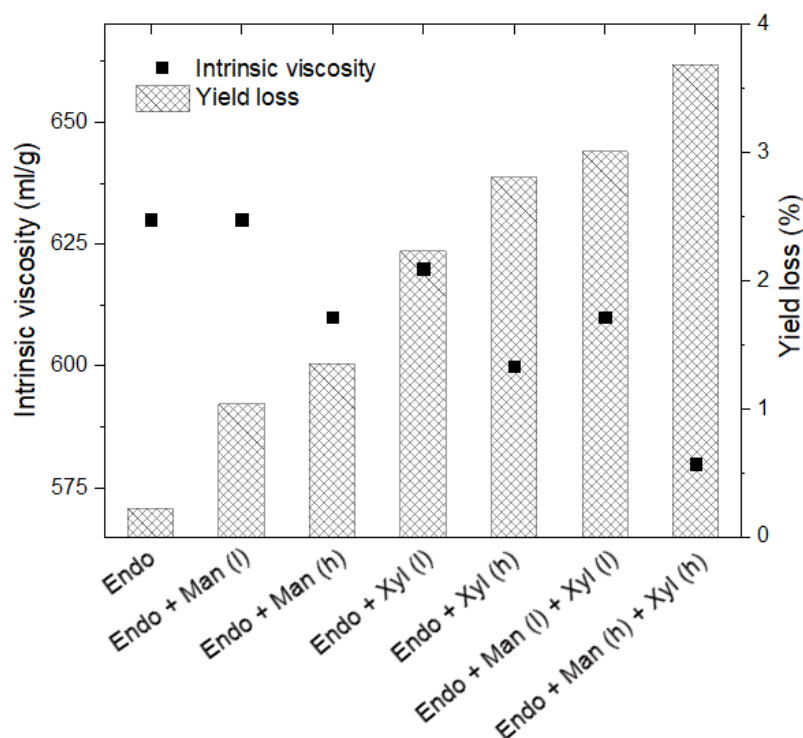 Intrinsic viscosity
Yield loss
Intrinsic viscosity (ml/g)
650
625
600
575
4
3
2
1
0
Yield loss (%)
Endo
Endo + Man (l)
Endo + Man (h)
Endo + Xyl (l)
Endo + Xyl (h)
Endo + Man (l) + Xyl (l)
Endo + Man (h) + Xyl (h)